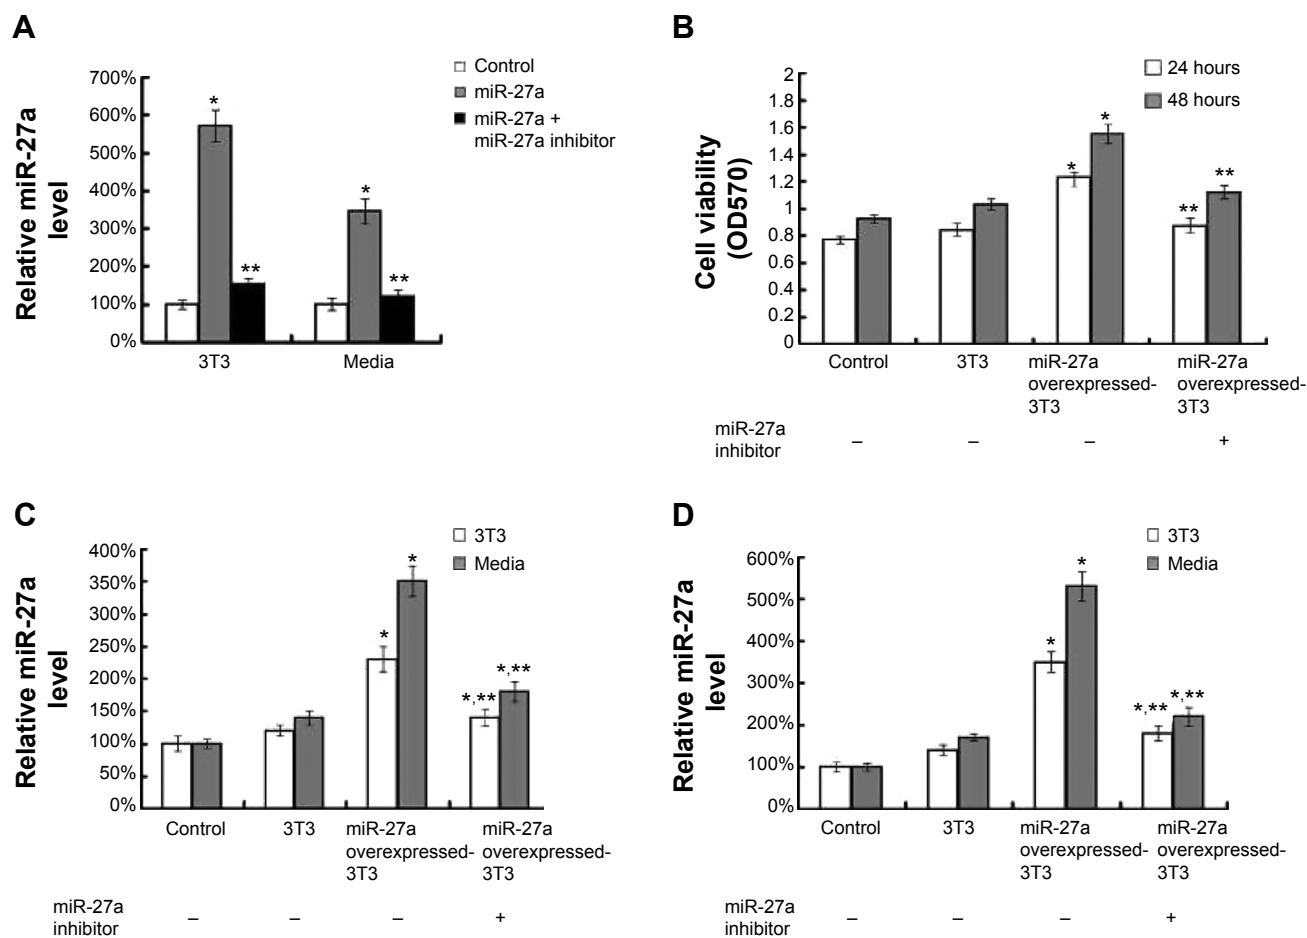 A
Relative miR-27a
level
700%
600%
500%
400%
300%
200%
100%
0%
Control
miR-27a
miR-27a +
miR-27a inhibitor
*
**
*
**
3T3
Media
B
Cell viability
(OD570)
2
1.8
1.6
1.4
1.2
1
0.8
0.6
0.4
0.2
0
24 hours
48 hours
*
*
**
**
Control
3T3
miR-27a
overexpressed-
3T3
miR-27a
overexpressed-
3T3
miR-27a
inhibitor
–
–
–
+
C
Relative miR-27a
level
400%
350%
300%
250%
200%
150%
100%
50%
0%
3T3
Media
*
*
*,**
*,**
Control
3T3
miR-27a
overexpressed-
3T3
miR-27a
overexpressed-
3T3
miR-27a
inhibitor
–
–
–
+
D
Relative miR-27a
level
600%
500%
400%
300%
200%
100%
0%
3T3
Media
*
*
*,**
*,**
Control
3T3
miR-27a
overexpressed-
3T3
miR-27a
overexpressed-
3T3
miR-27a
inhibitor
–
–
–
+